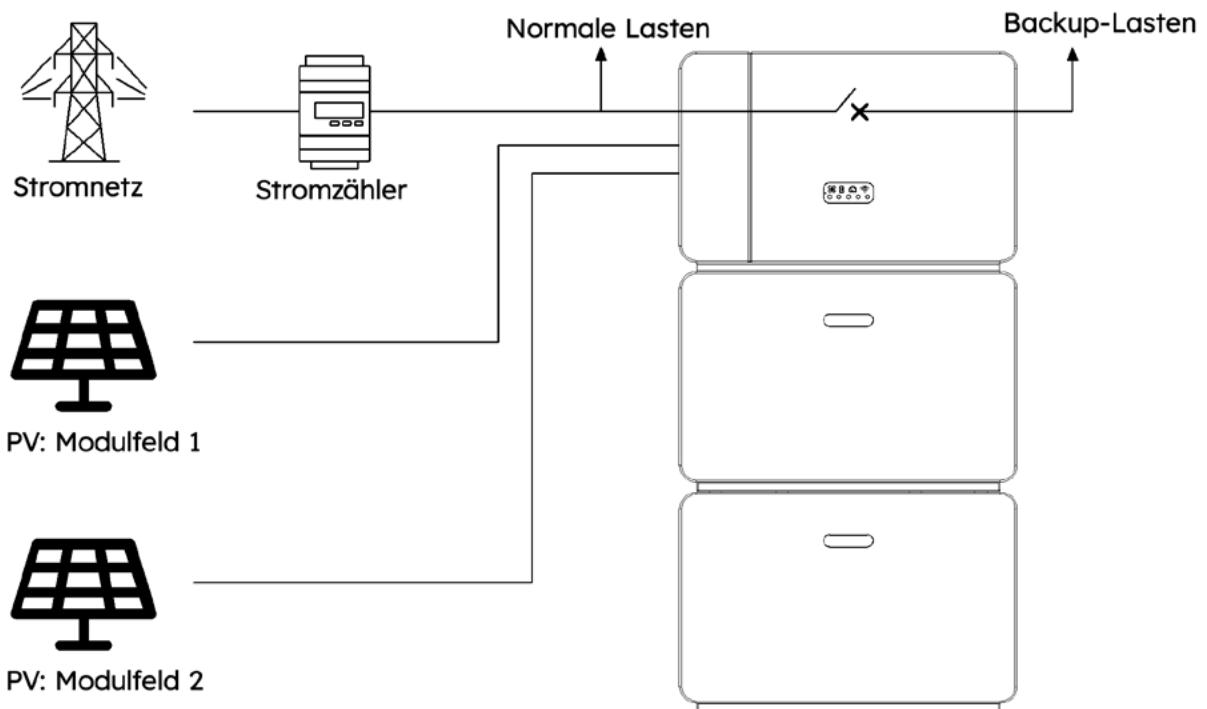 Normale Lasten
Backup-Lasten
Stromnetz
Stromzähler
PV: Modulfeld 1
PV: Modulfeld 2